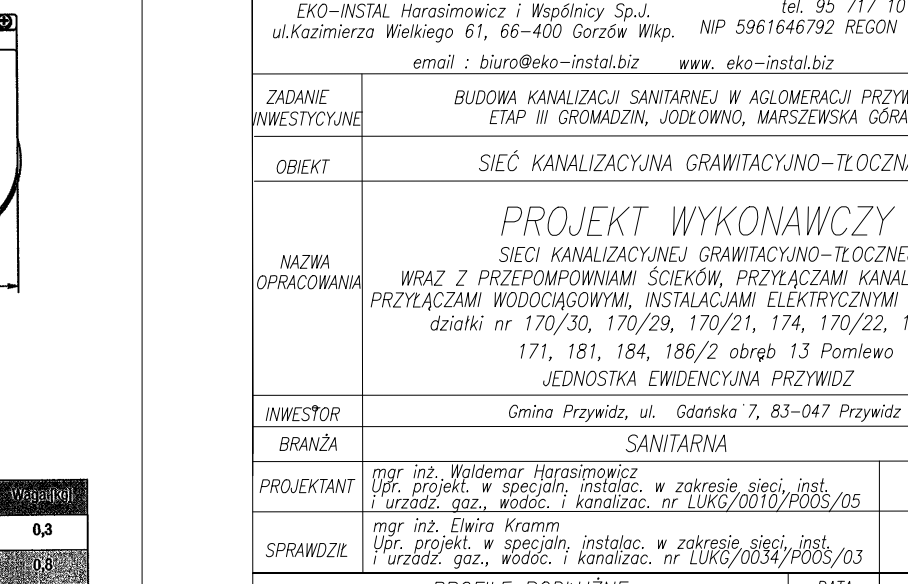 EKO-INSTAL Harasimowicz i Wspólnicy Sp.J.
tel. 95 717 10
ul.Kazimierza Wielkiego 61, 66-400 Gorzów Wlkp.
NIP 5961646792 REGON
email : biuro@eko-instal.biz
www. eko-instal.biz
ZADANIE
INWESTYCYJNE
BUDOWA KANALIZACJI SANITARNEJ W AGLOMERACJI PRZYW
ETAP III GROMADZIN, JODŁOWNO, MARSZEWSKA GÓRA
OBIEKT
SIEĆ KANALIZACYJNA GRAWITACYJNO-TŁOCZNA
NAZWA
OPRACOWANIA
PROJEKT WYKONAWCZY
SIECI KANALIZACYJNEJ GRAWITACYJNO-TŁOCZNEJ
WRAZ Z PRZEPOMPOWNIAMI ŚCIEKÓW, PRZYŁĄCZAMI KANAL
PRZYŁĄCZAMI WODOCIĄGOWYMI, INSTALACJAMI ELEKTRYCZNYMI
działki nr 170/30, 170/29, 170/21, 174, 170/22, 1
171, 181, 184, 186/2 obręb 13 Pomlewo
JEDNOSTKA EWIDENCYJNA PRZYWIDZ
INWESTOR
Gmina Przywidz, ul. Gdańska 7, 83-047 Przywidz
BRANŻA
SANITARNA
PROJEKTANT
mgr inż. Waldemar Harasimowicz
Upr. projekt. w specjaln. instalac. w zakresie sieci, inst.
i urządz. gaz., wodoc. i kanalizac. nr LUKG/0010/POOS/05
SPRAWDZIŁ
mgr inż. Elwira Kramm
Upr. projekt. w specjaln. instalac. w zakresie sieci, inst.
i urządz. gaz., wodoc. i kanalizac. nr LUKG/0034/POOS/03
PROFILE PODŁUŻNE
DATA
Waga [kg]
0,3
0,8